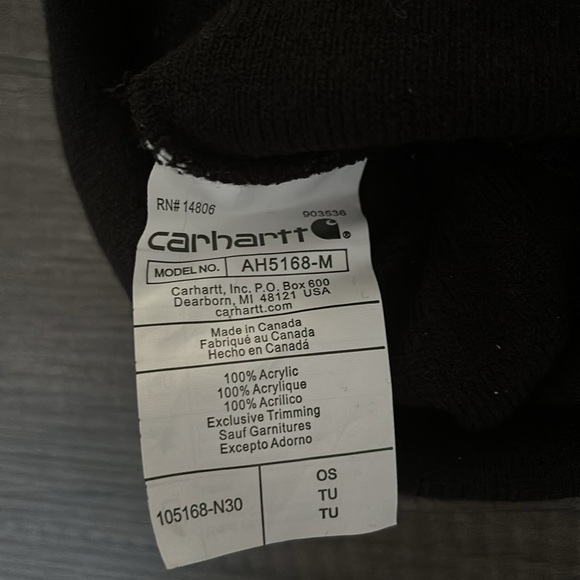 RN# 14806
903536
carhartt
MODEL NO. AH5168-M
Carhartt, Inc. P.O. Box 600
Dearborn, MI 48121 USA
carhartt.com
Made in Canada
Fabriqué au Canada
Hecho en Canadá
100% Acrylic
100% Acrylique
100% Acrilico
Exclusive Trimming
Sauf Garnitures
Excepto Adorno
105168-N30
OS
TU
TU